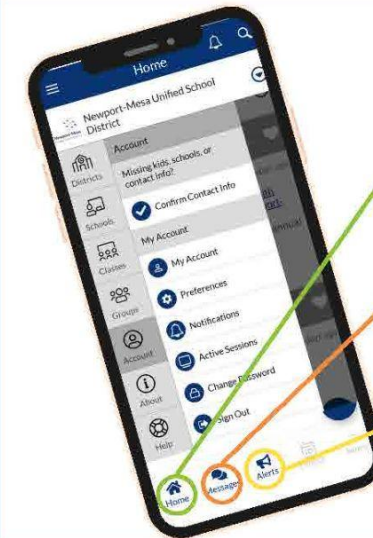 Home
Newport-Mesa Unified School
District
Districts
Schools
Classes
Groups
Account
About
Help
Account
Missing kids, schools, or
contact info?
Confirm Contact Info
My Account
My Account
Preferences
Notifications
Active Sessions
Change Password
Sign Out
Home
Messages
Alerts